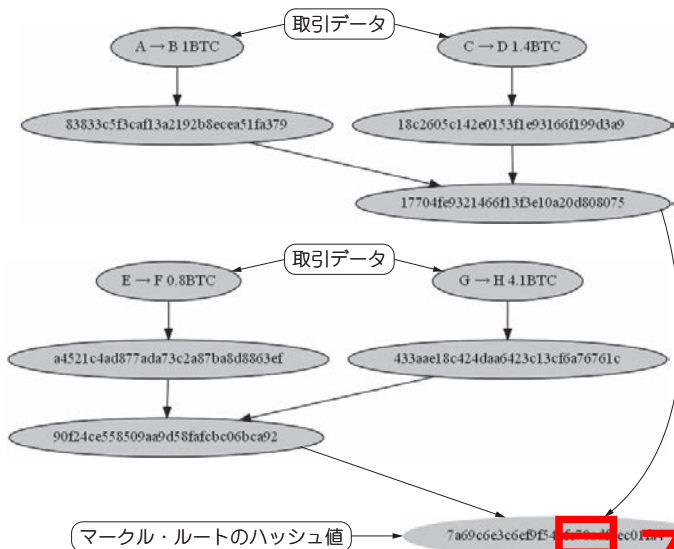 取引データ
A → B 1BTC
C → D 1.4BTC
83833c5f3caf13a2192b8ecea51fa379
18c2605c142e0153f1e93166f199d3a9
17704fe9321466f13f3e10a20d808075
取引データ
E → F 0.8BTC
G → H 4.1BTC
a4521c4ad877ada73c2a87ba8d8863ef
433aae18c424daa6423c13cf6a76761c
90f24ce558509aa9d58fafcbc06bca92
マークル・ルートのハッシュ値